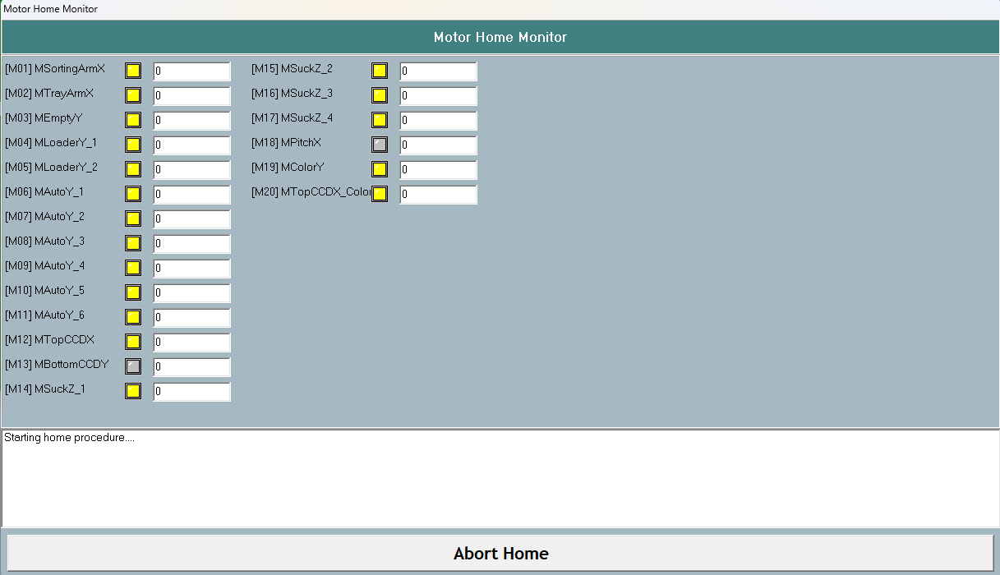 Motor Home Monitor
Motor Home Monitor
[M01] MSortingArmX 0
[M02] MTrayArmX 0
[M03] MEmptyY 0
[M04] MLoaderY_1 0
[M05] MLoaderY_2 0
[M06] MAutoY_1 0
[M07] MAutoY_2 0
[M08] MAutoY_3 0
[M09] MAutoY_4 0
[M10] MAutoY_5 0
[M11] MAutoY_6 0
[M12] MTopCCDX 0
[M13] MBottomCCDY 0
[M14] MSuckZ_1 0
[M15] MSuckZ_2 0
[M16] MSuckZ_3 0
[M17] MSuckZ_4 0
[M18] MPitchX 0
[M19] MColorY 0
[M20] MTopCCDX_Color 0
Starting home procedure....
Abort Home